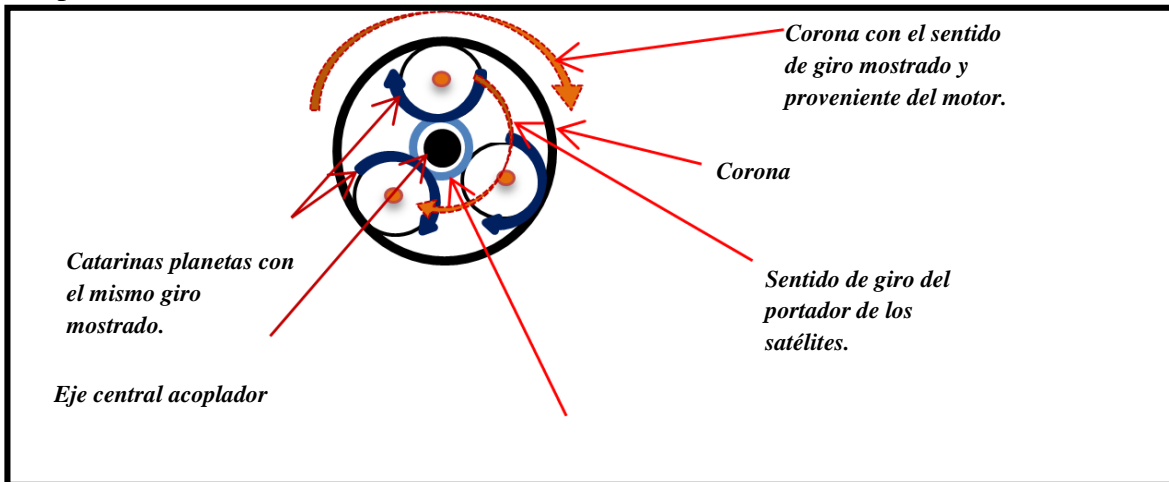 Corona con el sentido
de giro mostrado y
proveniente del motor.
Corona
Catarinas planetas con
el mismo giro
mostrado.
Sentido de giro del
portador de los
satélites.
Eje central acoplador